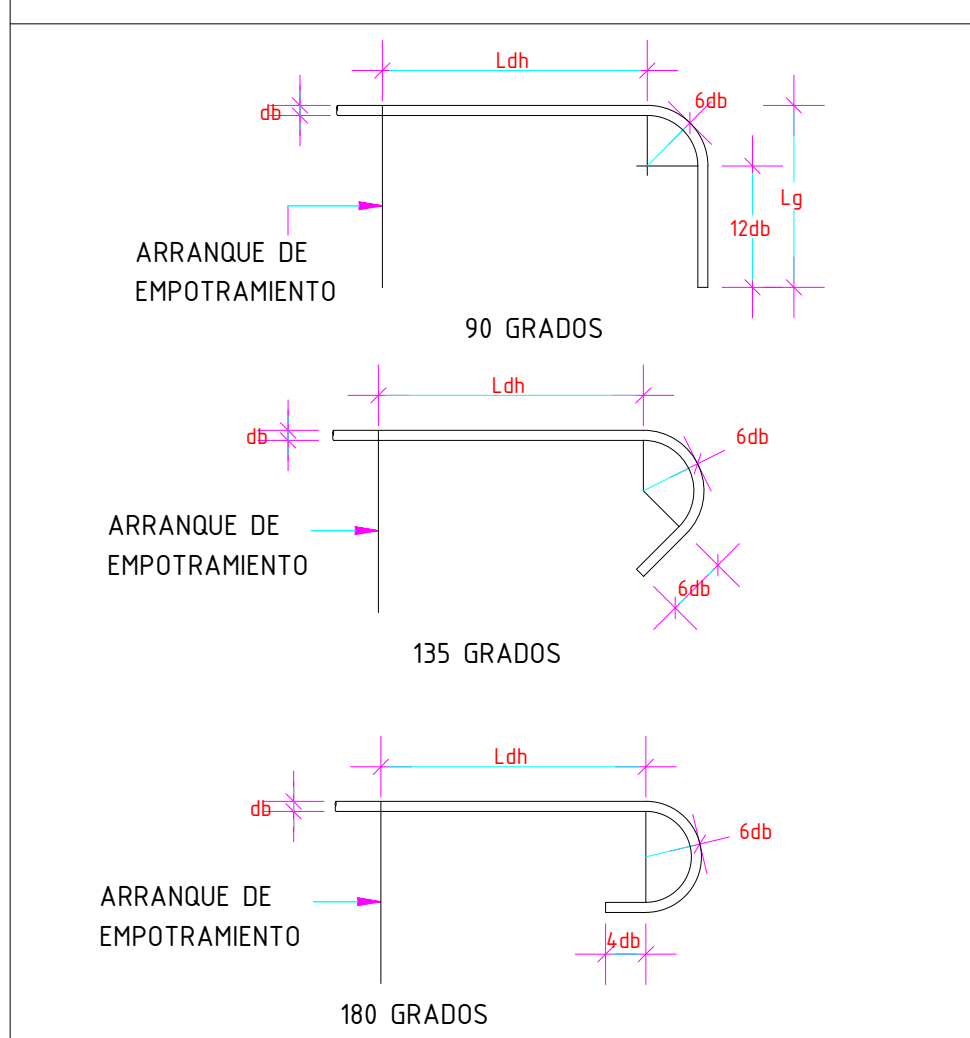 Ldh
db
6db
Lg
12db
ARRANQUE DE
EMPOTRAMIENTO
90 GRADOS
Ldh
db
6db
ARRANQUE DE
EMPOTRAMIENTO
6db
135 GRADOS
Ldh
db
6db
ARRANQUE DE
EMPOTRAMIENTO
4db
180 GRADOS